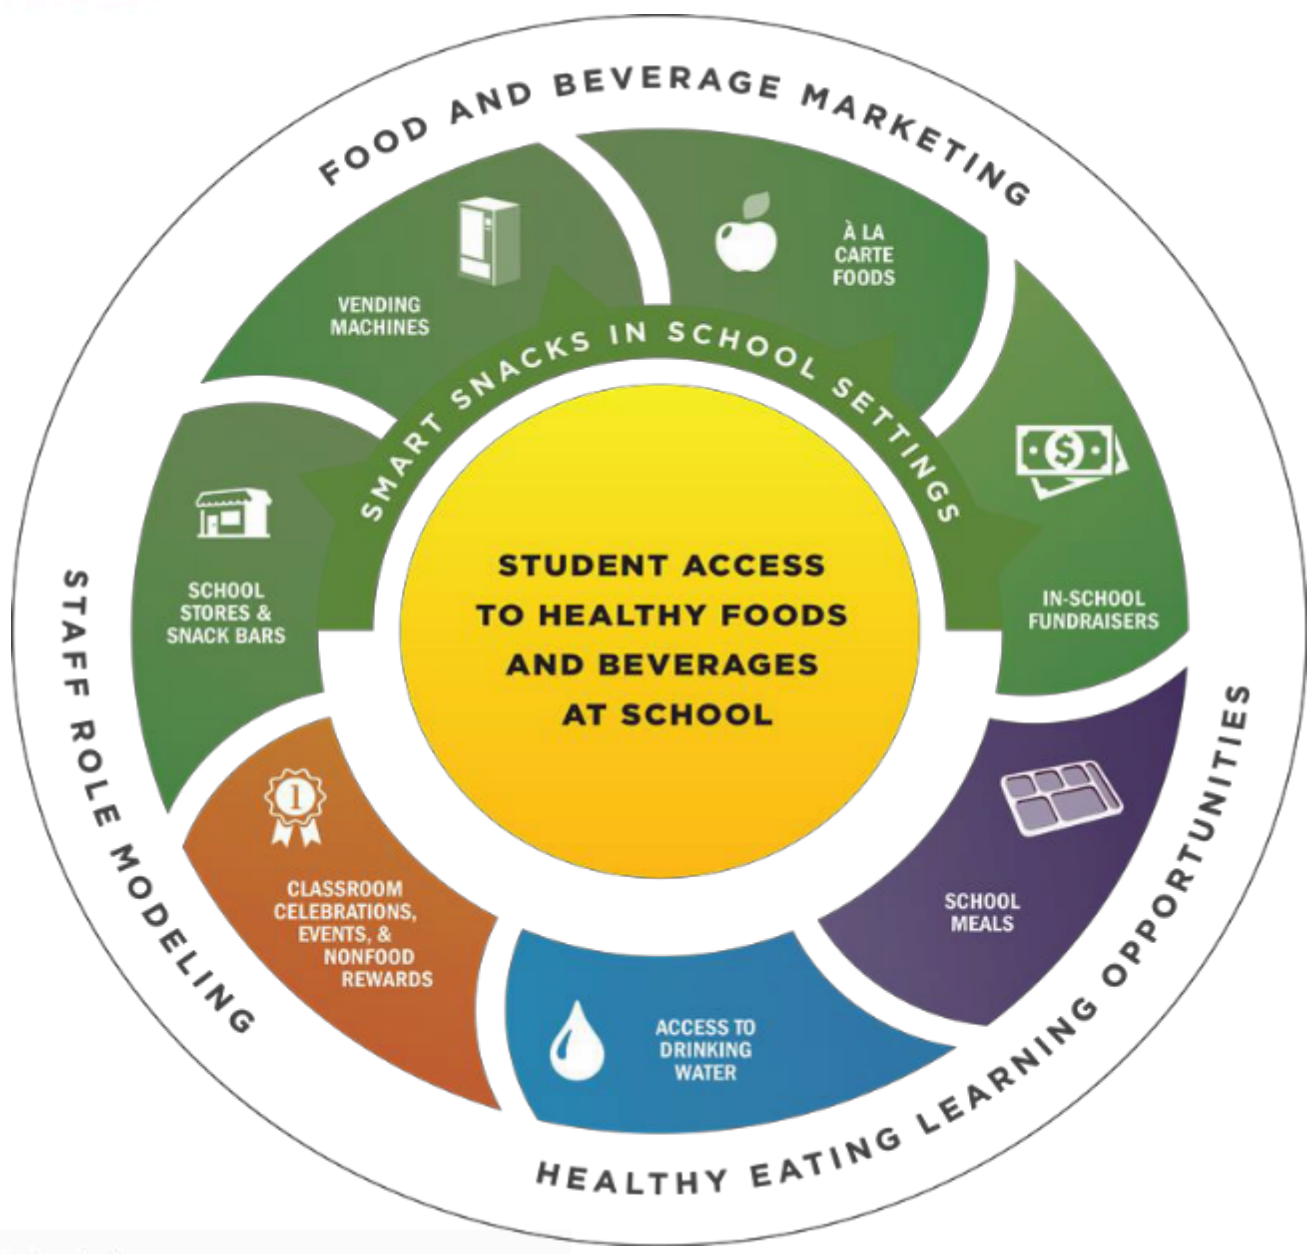 FOOD AND BEVERAGE MARKETING
VENDING
MACHINES
À LA
CARTE
FOODS
SMART SNACKS IN SCHOOL SETTINGS
SCHOOL
STORES &
SNACK BARS
IN-SCHOOL
FUNDRAISERS
STUDENT ACCESS
TO HEALTHY FOODS
AND BEVERAGES
AT SCHOOL
1
CLASSROOM
CELEBRATIONS,
EVENTS, &
NONFOOD
REWARDS
SCHOOL
MEALS
ACCESS TO
DRINKING
WATER
STAFF ROLE MODELING
HEALTHY EATING LEARNING OPPORTUNITIES